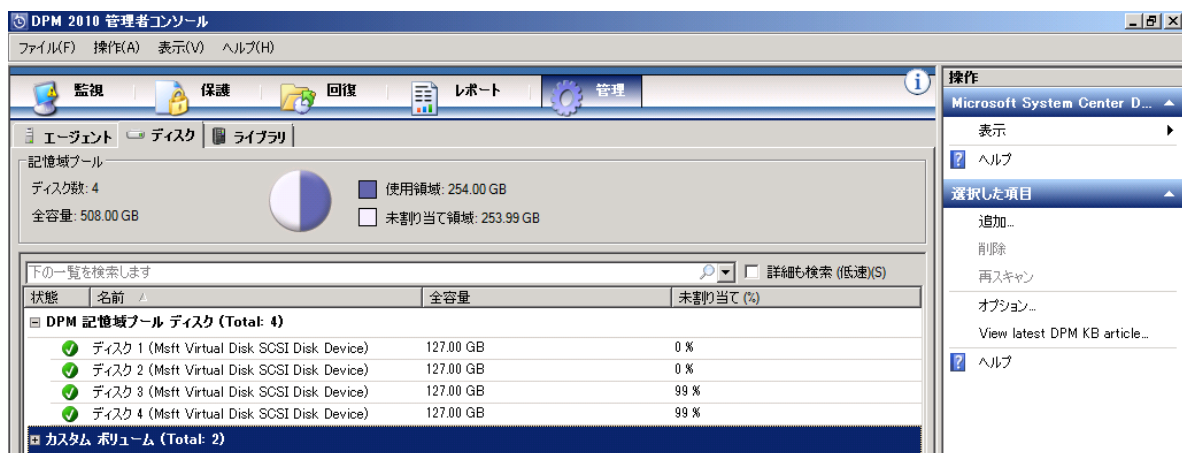 DPM 2010 管理者コンソール
ファイル(F) 操作(A) 表示(V) ヘルプ(H)
監視 保護 回復 レポート 管理
エージェント ディスク ライブラリ
記憶域プール
ディスク数: 4
全容量: 508.00 GB
使用領域: 254.00 GB
未割り当て領域: 253.99 GB
下の一覧を検索します
詳細も検索 (低速)(S)
状態 名前 全容量 未割り当て (%)
DPM 記憶域プール ディスク (Total: 4)
ディスク 1 (Msft Virtual Disk SCSI Disk Device) 127.00 GB 0 %
ディスク 2 (Msft Virtual Disk SCSI Disk Device) 127.00 GB 0 %
ディスク 3 (Msft Virtual Disk SCSI Disk Device) 127.00 GB 99 %
ディスク 4 (Msft Virtual Disk SCSI Disk Device) 127.00 GB 99 %
カスタム ボリューム (Total: 2)
操作
Microsoft System Center D...
表示
ヘルプ
選択した項目
追加...
削除
再スキャン
オプション...
View latest DPM KB article...
ヘルプ